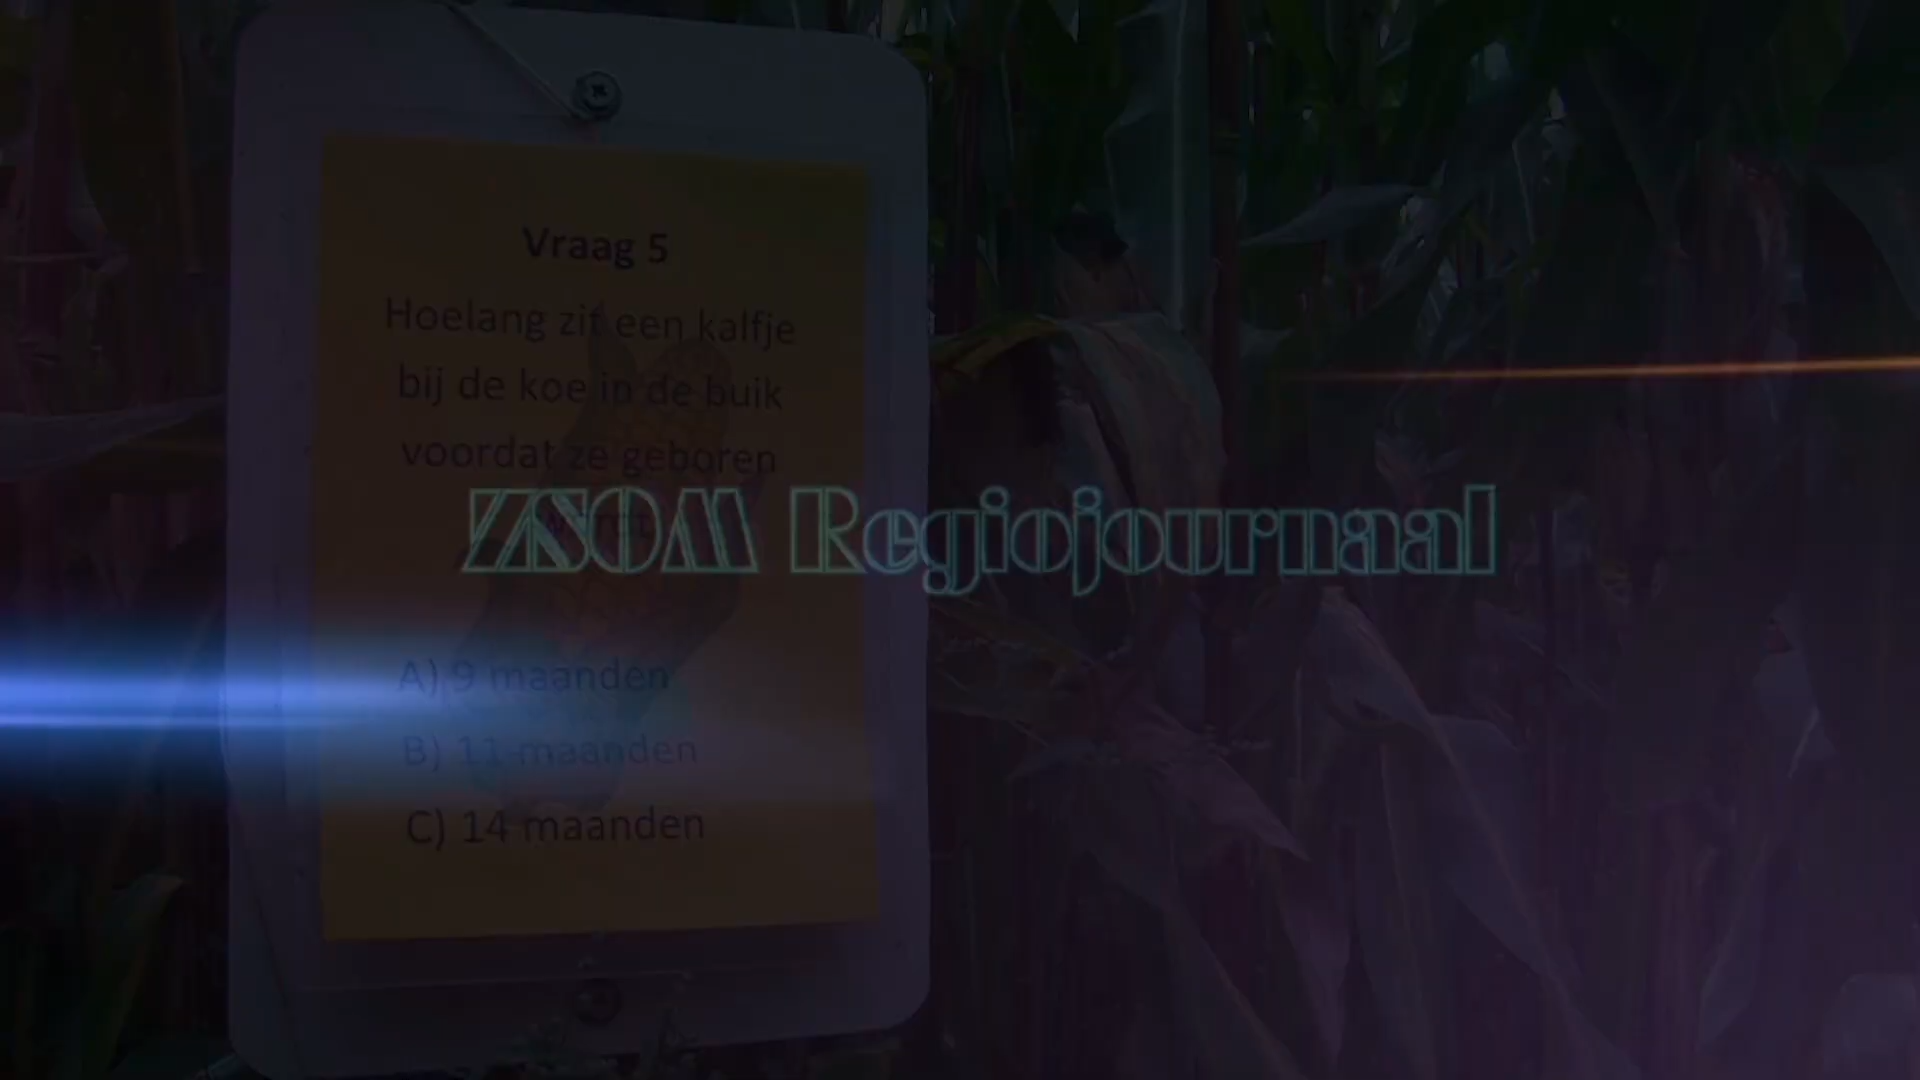 Vraag 5
Hoelang zit een kalfje
bij de koe in de buik
voordat ze geboren
ZSOM Regiojournaal
A) 9 maanden
B) 11 maanden
C) 14 maanden